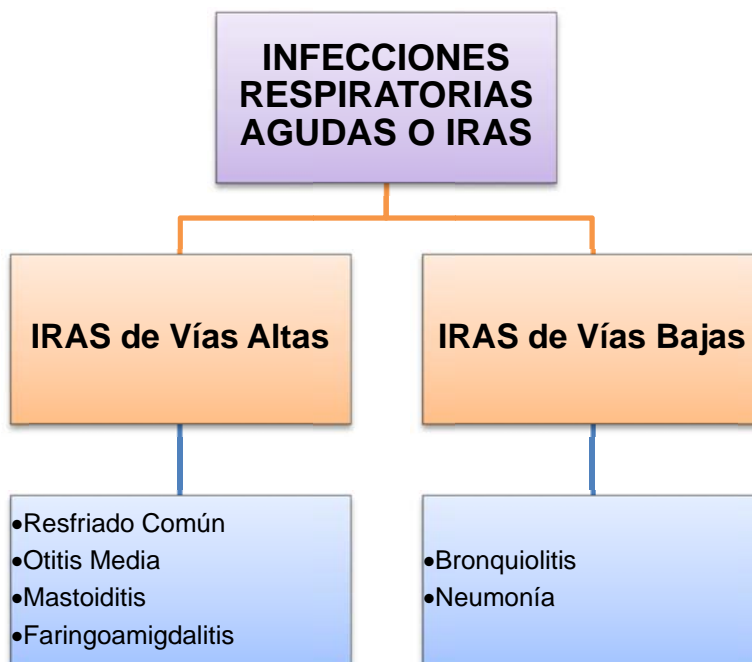 INFECCIONES
RESPIRATORIAS
AGUDAS O IRAS
IRAS de Vías Altas
IRAS de Vías Bajas
•Resfriado Común
•Otitis Media
•Mastoiditis
•Faringoamigdalitis
•Bronquiolitis
•Neumonía